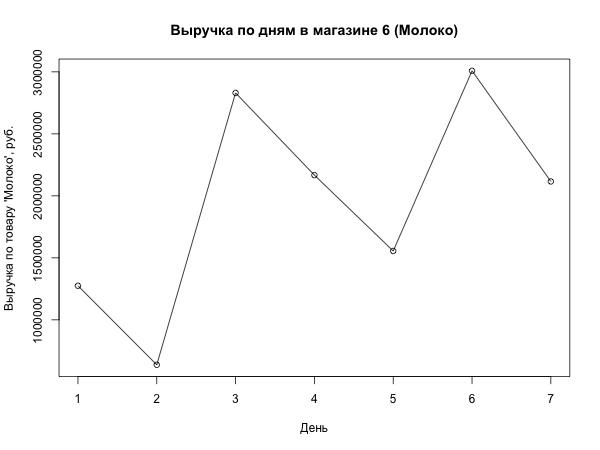 Выручка по дням в магазине 6 (Молоко)
Выручка по товару 'Молоко', руб.
3000000
2500000
2000000
1500000
1000000
1 2 3 4 5 6 7
День